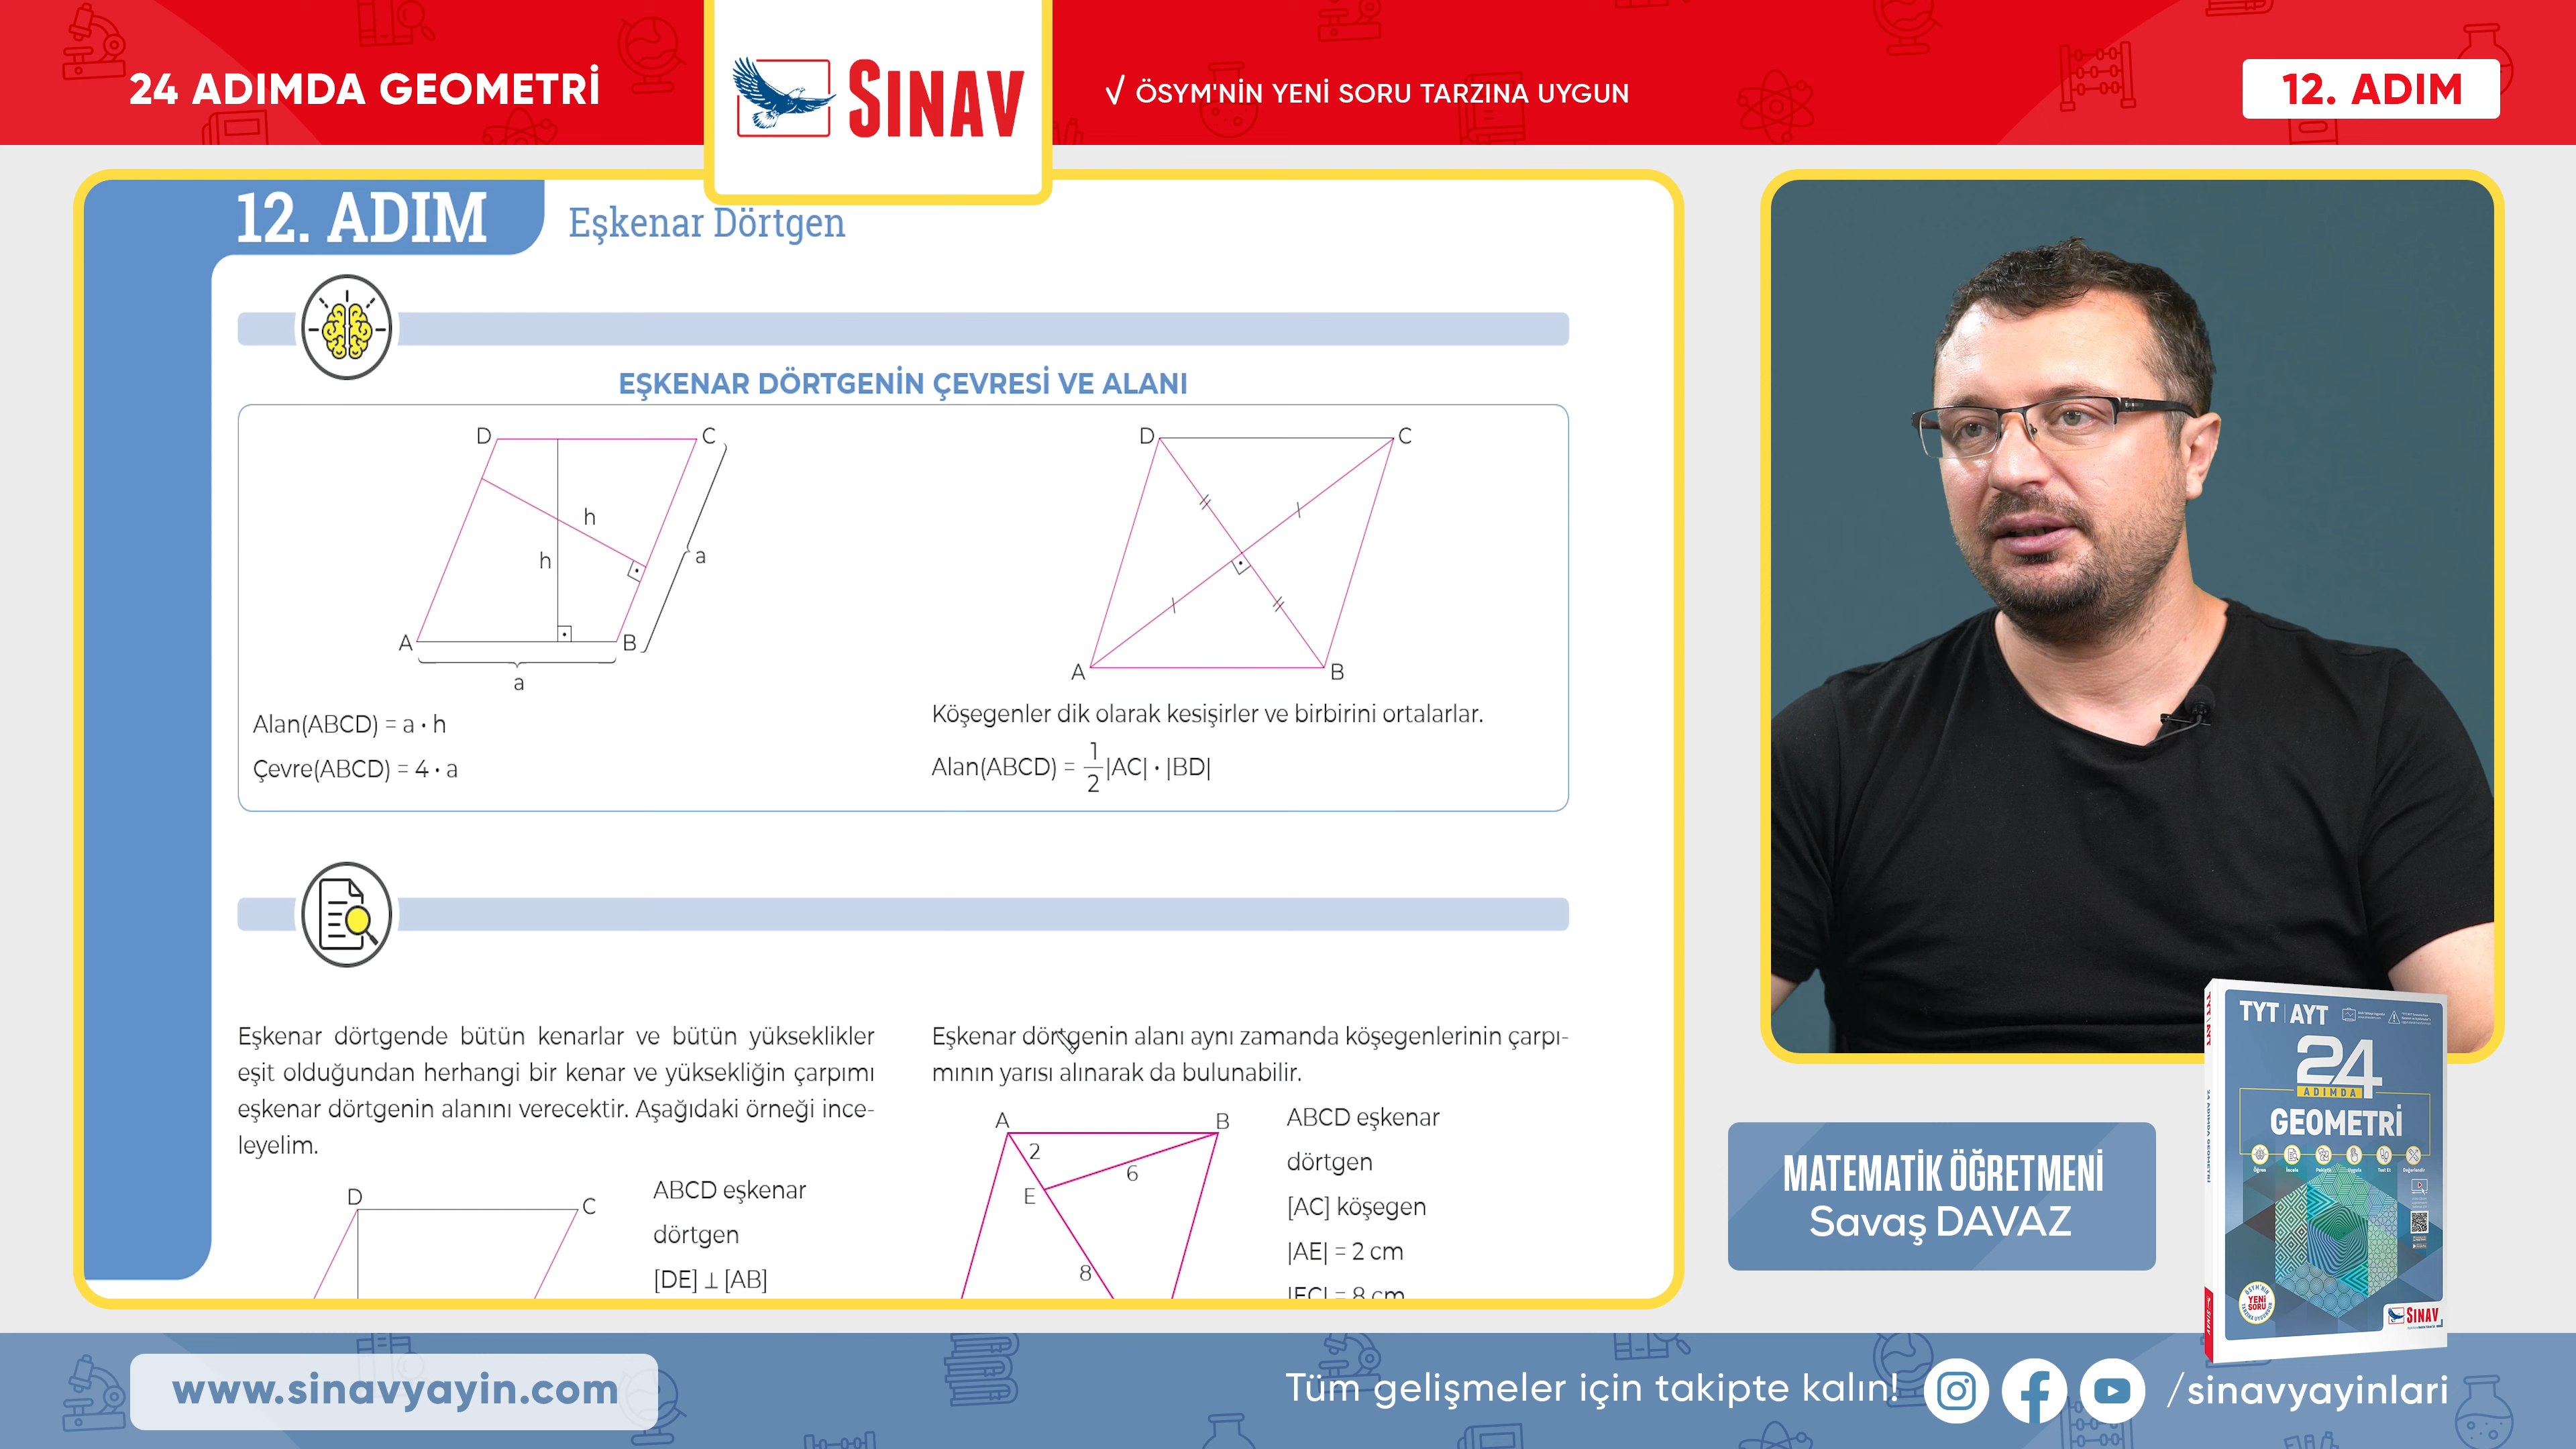 24 ADIMDA GEOMETRİ
SINAV
√ ÖSYM'NİN YENİ SORU TARZINA UYGUN
12. ADIM
12. ADIM
Eşkenar Dörtgen
EŞKENAR DÖRTGENİN ÇEVRESİ VE ALANI
D
C
h
h
a
A
B
a
Alan(ABCD) = a · h
Çevre(ABCD) = 4 · a
D
C
A
B
Köşegenler dik olarak kesişirler ve birbirini ortalarlar.
Alan(ABCD) = 1/2 |AC| · |BD|
Eşkenar dörtgende bütün kenarlar ve bütün yükseklikler
eşit olduğundan herhangi bir kenar ve yüksekliğin çarpımı
eşkenar dörtgenin alanını verecektir. Aşağıdaki örneği ince-
leyelim.
D
C
ABCD eşkenar
dörtgen
[DE] ⊥ [AB]
Eşkenar dörtgenin alanı aynı zamanda köşegenlerinin çarpı-
mının yarısı alınarak da bulunabilir.
A
B
2
6
E
8
ABCD eşkenar
dörtgen
[AC] köşegen
|AE| = 2 cm
|EC| = 8 cm
MATEMATİK ÖĞRETMENİ
Savaş DAVAZ
TYT AYT
24
ADIMDA
GEOMETRİ
YENİ
SORU
SINAV
www.sinavyayin.com
Tüm gelişmeler için takipte kalın!
/sinavyayinlari